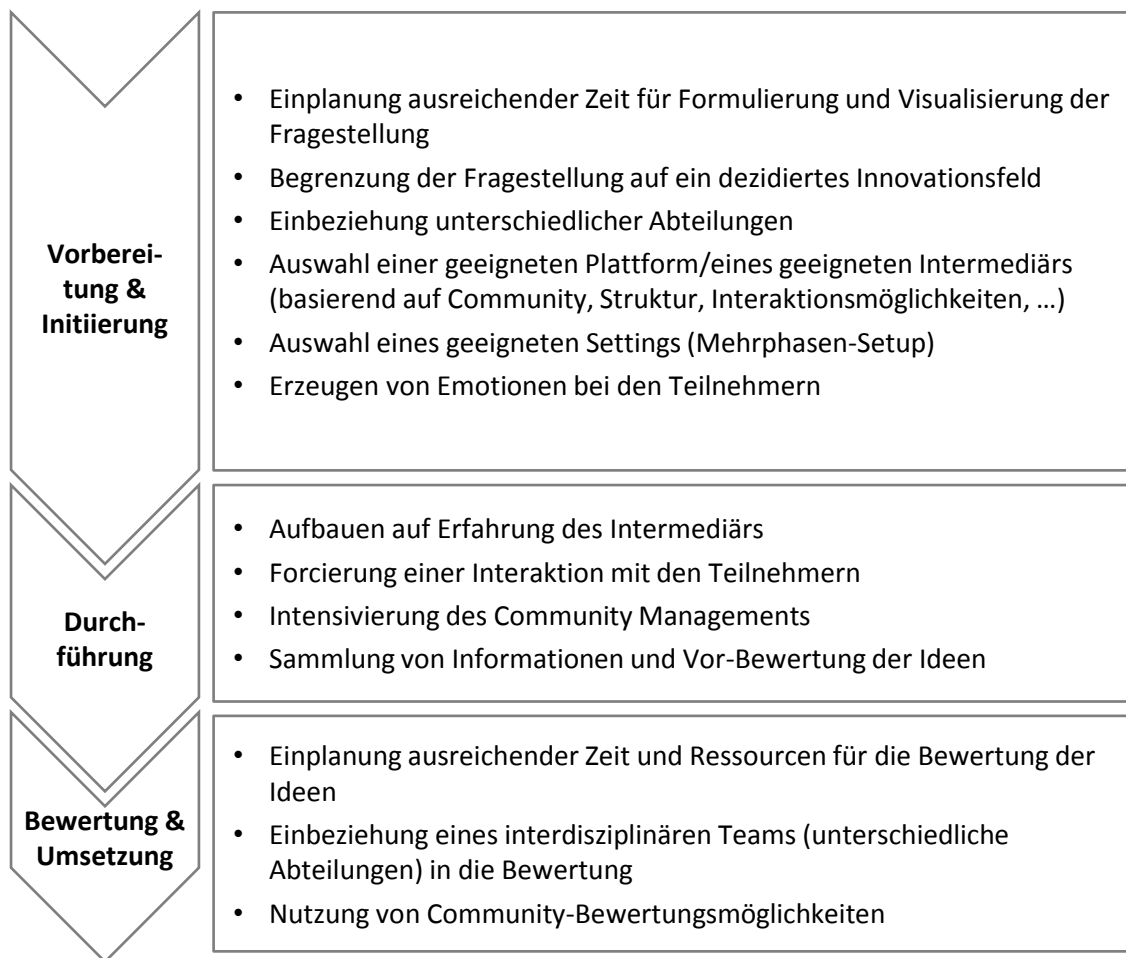 Vorberei-
tung &
Initiierung
• Einplanung ausreichender Zeit für Formulierung und Visualisierung der
Fragestellung
• Begrenzung der Fragestellung auf ein dezidiertes Innovationsfeld
• Einbeziehung unterschiedlicher Abteilungen
• Auswahl einer geeigneten Plattform/eines geeigneten Intermediärs
(basierend auf Community, Struktur, Interaktionsmöglichkeiten, …)
• Auswahl eines geeigneten Settings (Mehrphasen-Setup)
• Erzeugen von Emotionen bei den Teilnehmern
Durch-
führung
• Aufbauen auf Erfahrung des Intermediärs
• Forcierung einer Interaktion mit den Teilnehmern
• Intensivierung des Community Managements
• Sammlung von Informationen und Vor-Bewertung der Ideen
Bewertung &
Umsetzung
• Einplanung ausreichender Zeit und Ressourcen für die Bewertung der
Ideen
• Einbeziehung eines interdisziplinären Teams (unterschiedliche
Abteilungen) in die Bewertung
• Nutzung von Community-Bewertungsmöglichkeiten